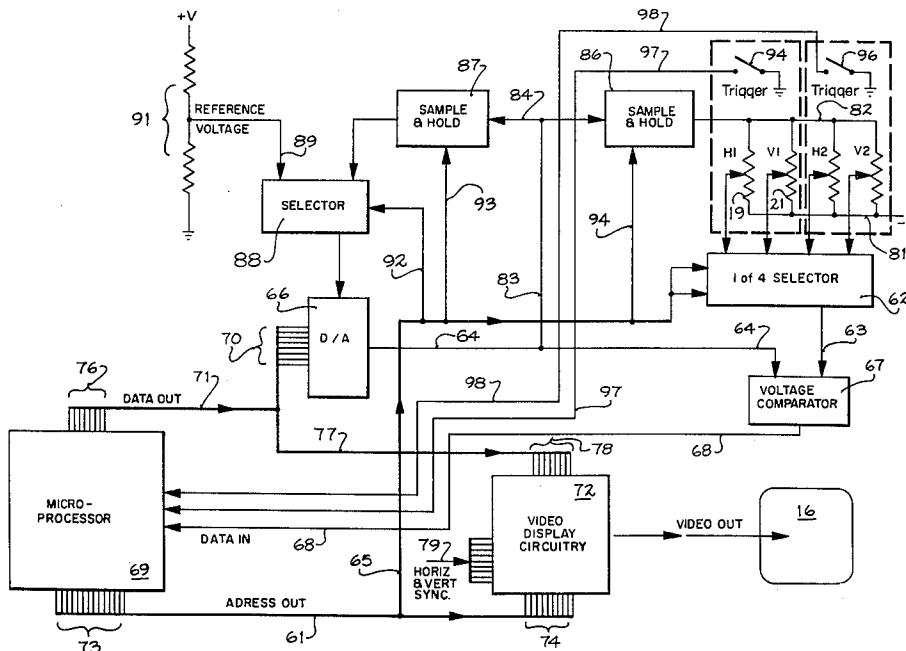 +V
98
94
96
97
86
87
84
Trigger
Trigger
82
91
REFERENCE
VOLTAGE
89
SAMPLE
& HOLD
SAMPLE
& HOLD
H1
V1
H2
V2
93
19
21
SELECTOR
88
92
94
81
1 of 4 SELECTOR
62
66
83
D/A
70
64
64
63
76
DATA OUT
71
98
97
VOLTAGE
COMPARATOR
67
77
78
68
MICRO-
PROCESSOR
69
DATA IN
68
65
72
VIDEO
DISPLAY
CIRCUITRY
VIDEO OUT
16
79
HORIZ
& VERT
SYNC.
ADRESS OUT
73
61
74